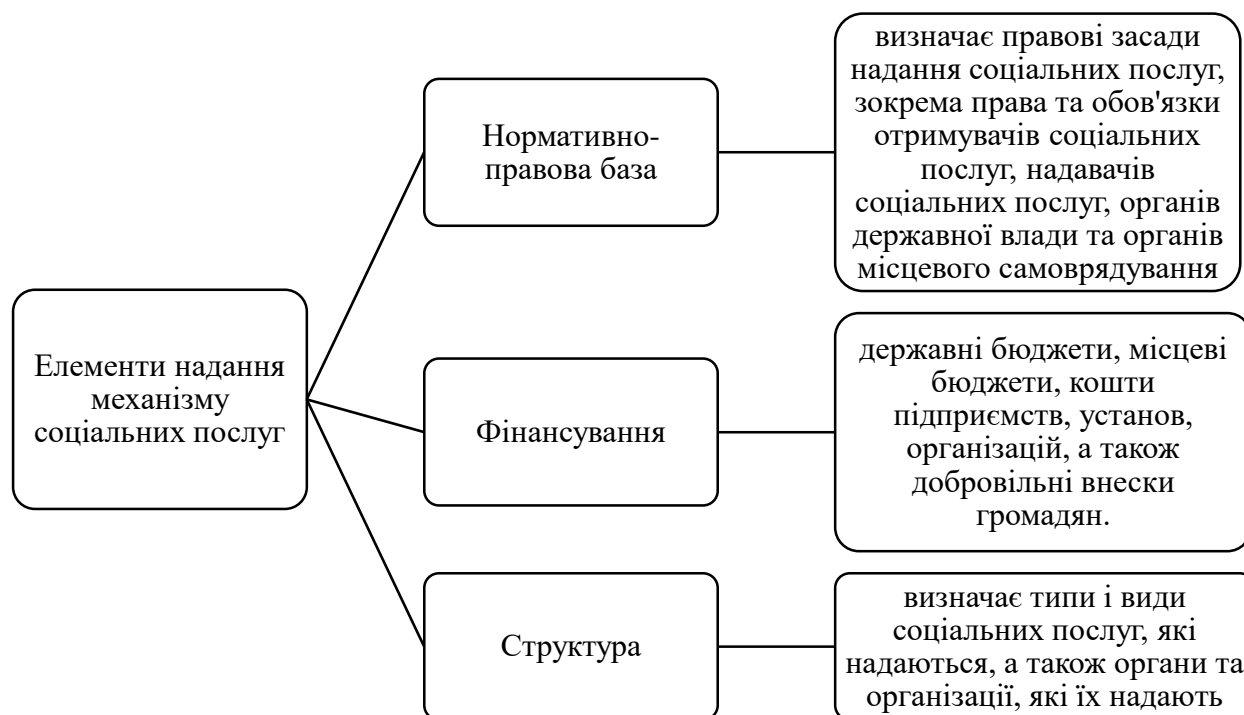 Елементи надання
механізму
соціальних послуг
Нормативно-
правова база
визначає правові засади
надання соціальних послуг,
зокрема права та обов'язки
отримувачів соціальних
послуг, надавачів
соціальних послуг, органів
державної влади та органів
місцевого самоврядування
Фінансування
державні бюджети, місцеві
бюджети, кошти
підприємств, установ,
організацій, а також
добровільні внески
громадян.
Структура
визначає типи і види
соціальних послуг, які
надаються, а також органи та
організації, які їх надають